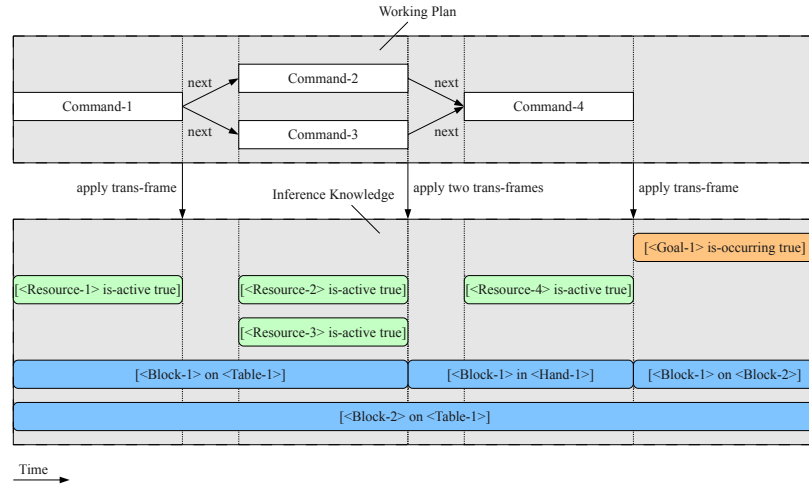 Working Plan
next
Command-2
next
Command-1
Command-4
next
Command-3
next
apply trans-frame
apply two trans-frames
apply trans-frame
Inference Knowledge
[<Goal-1> is-occurring true]
[<Resource-1> is-active true]
[<Resource-2> is-active true]
[<Resource-4> is-active true]
[<Resource-3> is-active true]
[<Block-1> on <Table-1>]
[<Block-1> in <Hand-1>]
[<Block-1> on <Block-2>]
[<Block-2> on <Table-1>]
Time